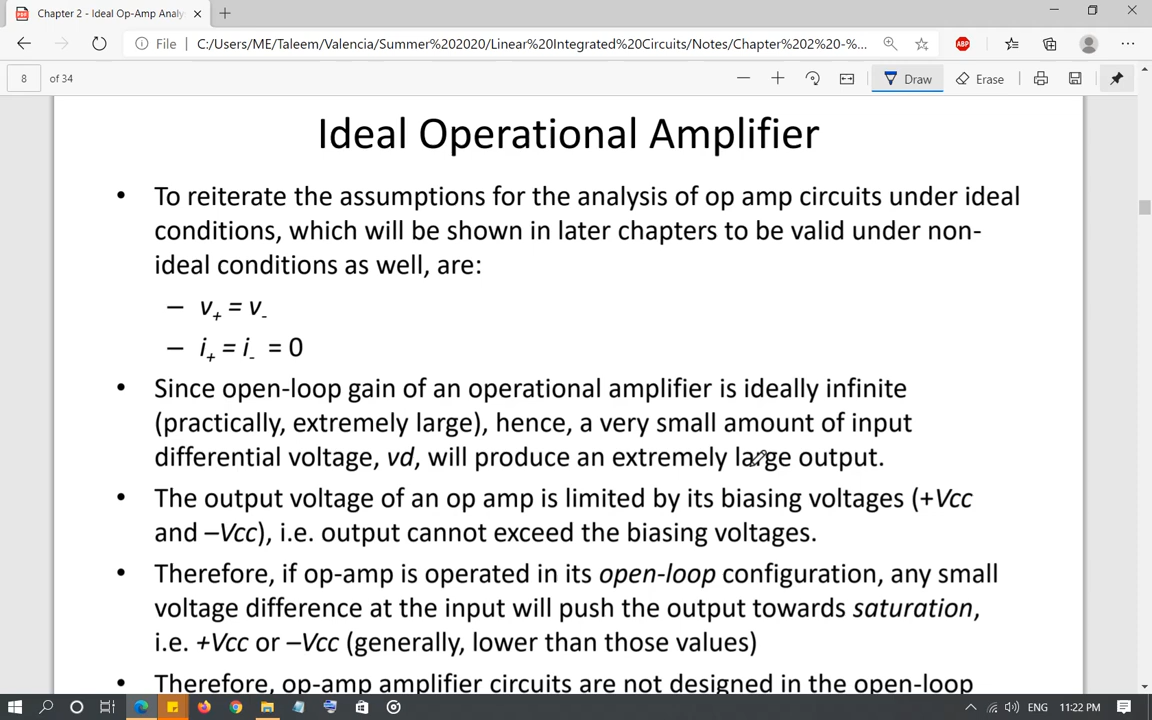 Chapter 2 - Ideal Op-Amp Analy
File C:/Users/ME/Taleem/Valencia/Summer%202020/Linear%20Integrated%20Circuits/Notes/Chapter%202%20-%...
ABP
8 of 34
Draw
Erase
Ideal Operational Amplifier
• To reiterate the assumptions for the analysis of op amp circuits under ideal
conditions, which will be shown in later chapters to be valid under non-
ideal conditions as well, are:
– v+ = v-
– i+ = i- = 0
• Since open-loop gain of an operational amplifier is ideally infinite
(practically, extremely large), hence, a very small amount of input
differential voltage, vd, will produce an extremely large output.
• The output voltage of an op amp is limited by its biasing voltages (+Vcc
and –Vcc), i.e. output cannot exceed the biasing voltages.
• Therefore, if op-amp is operated in its open-loop configuration, any small
voltage difference at the input will push the output towards saturation,
i.e. +Vcc or –Vcc (generally, lower than those values)
• Therefore, op-amp amplifier circuits are not designed in the open-loop
ENG 11:22 PM